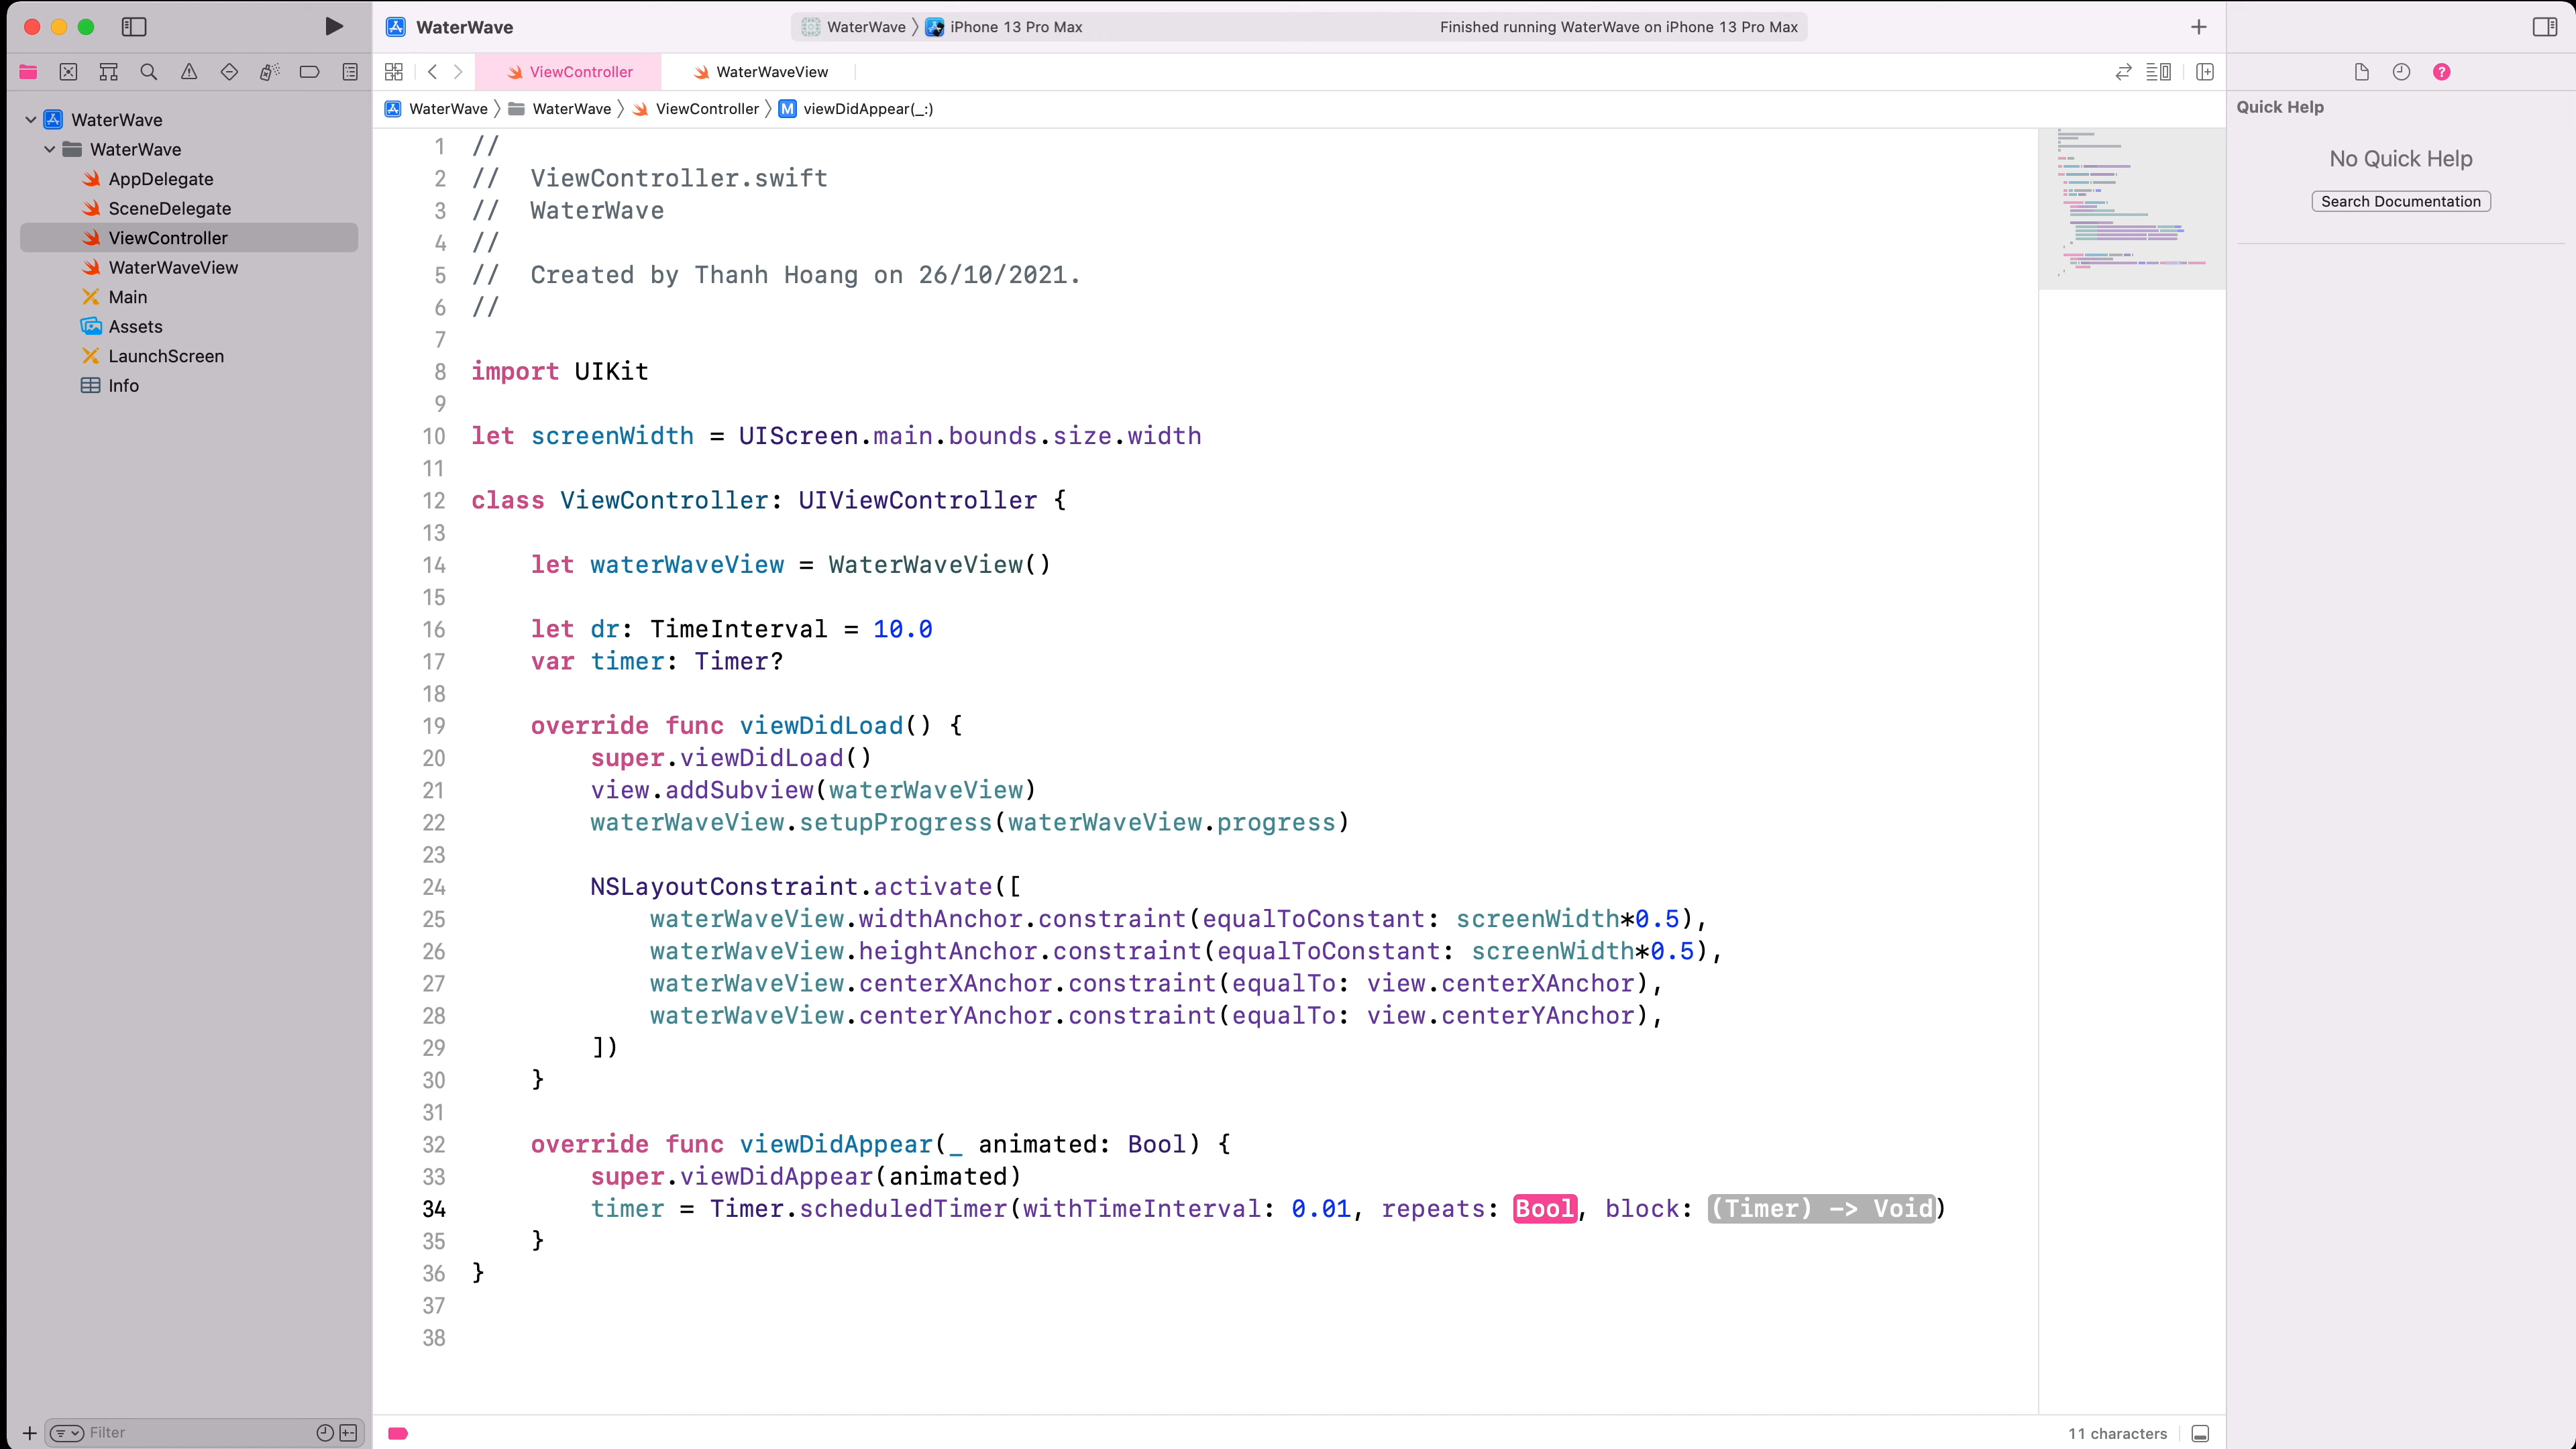 WaterWave
WaterWave 〉 iPhone 13 Pro Max
Finished running WaterWave on iPhone 13 Pro Max
ViewController
WaterWaveView
WaterWave 〉 WaterWave 〉 ViewController 〉 M viewDidAppear(_:)
WaterWave
WaterWave
AppDelegate
SceneDelegate
ViewController
WaterWaveView
Main
Assets
LaunchScreen
Info
Filter
1 //
2 //  ViewController.swift
3 //  WaterWave
4 //
5 //  Created by Thanh Hoang on 26/10/2021.
6 //
7
8 import UIKit
9
10 let screenWidth = UIScreen.main.bounds.size.width
11
12 class ViewController: UIViewController {
13
14     let waterWaveView = WaterWaveView()
15
16     let dr: TimeInterval = 10.0
17     var timer: Timer?
18
19     override func viewDidLoad() {
20         super.viewDidLoad()
21         view.addSubview(waterWaveView)
22         waterWaveView.setupProgress(waterWaveView.progress)
23
24         NSLayoutConstraint.activate([
25             waterWaveView.widthAnchor.constraint(equalToConstant: screenWidth*0.5),
26             waterWaveView.heightAnchor.constraint(equalToConstant: screenWidth*0.5),
27             waterWaveView.centerXAnchor.constraint(equalTo: view.centerXAnchor),
28             waterWaveView.centerYAnchor.constraint(equalTo: view.centerYAnchor),
29         ])
30     }
31
32     override func viewDidAppear(_ animated: Bool) {
33         super.viewDidAppear(animated)
34         timer = Timer.scheduledTimer(withTimeInterval: 0.01, repeats: Bool, block: (Timer) -> Void)
35     }
36 }
37
38
11 characters
Quick Help
No Quick Help
Search Documentation